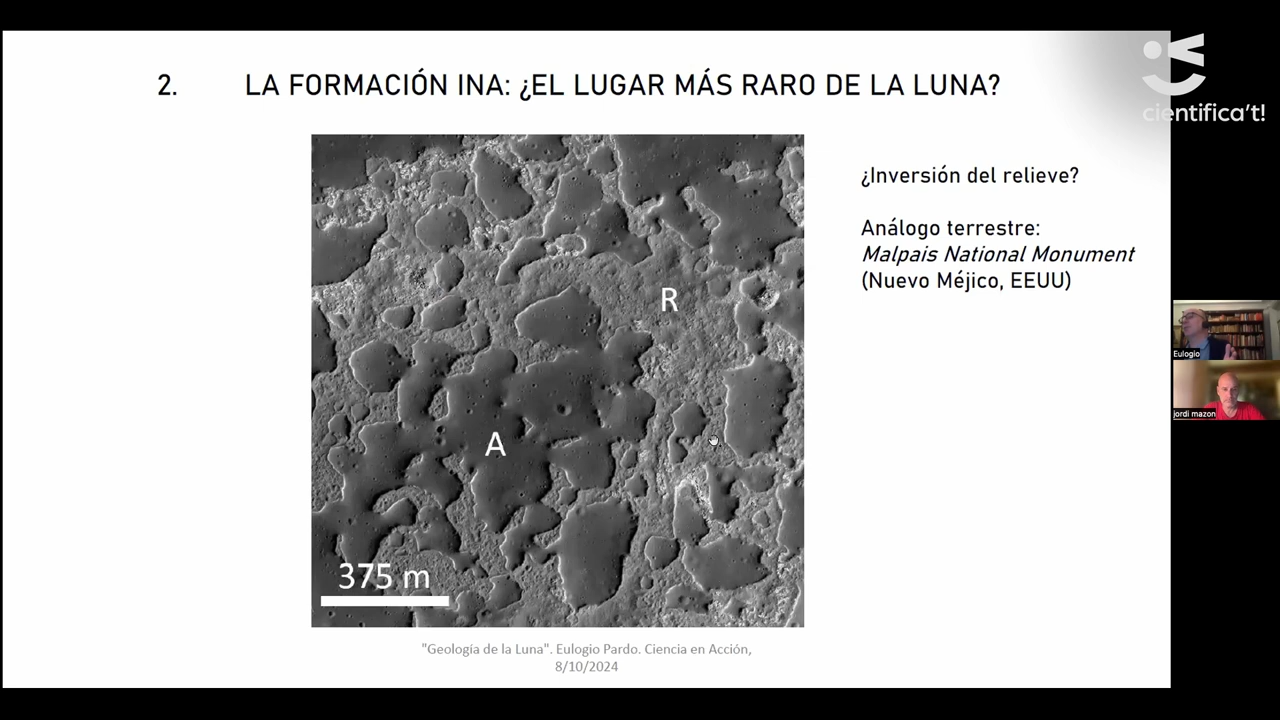 2. LA FORMACIÓN INA: ¿EL LUGAR MÁS RARO DE LA LUNA?
cientifica't!
¿Inversión del relieve?
Análogo terrestre:
Malpais National Monument
(Nuevo Méjico, EEUU)
R
A
375 m
Eulogio
jordi mazon
"Geología de la Luna". Eulogio Pardo. Ciencia en Acción,
8/10/2024